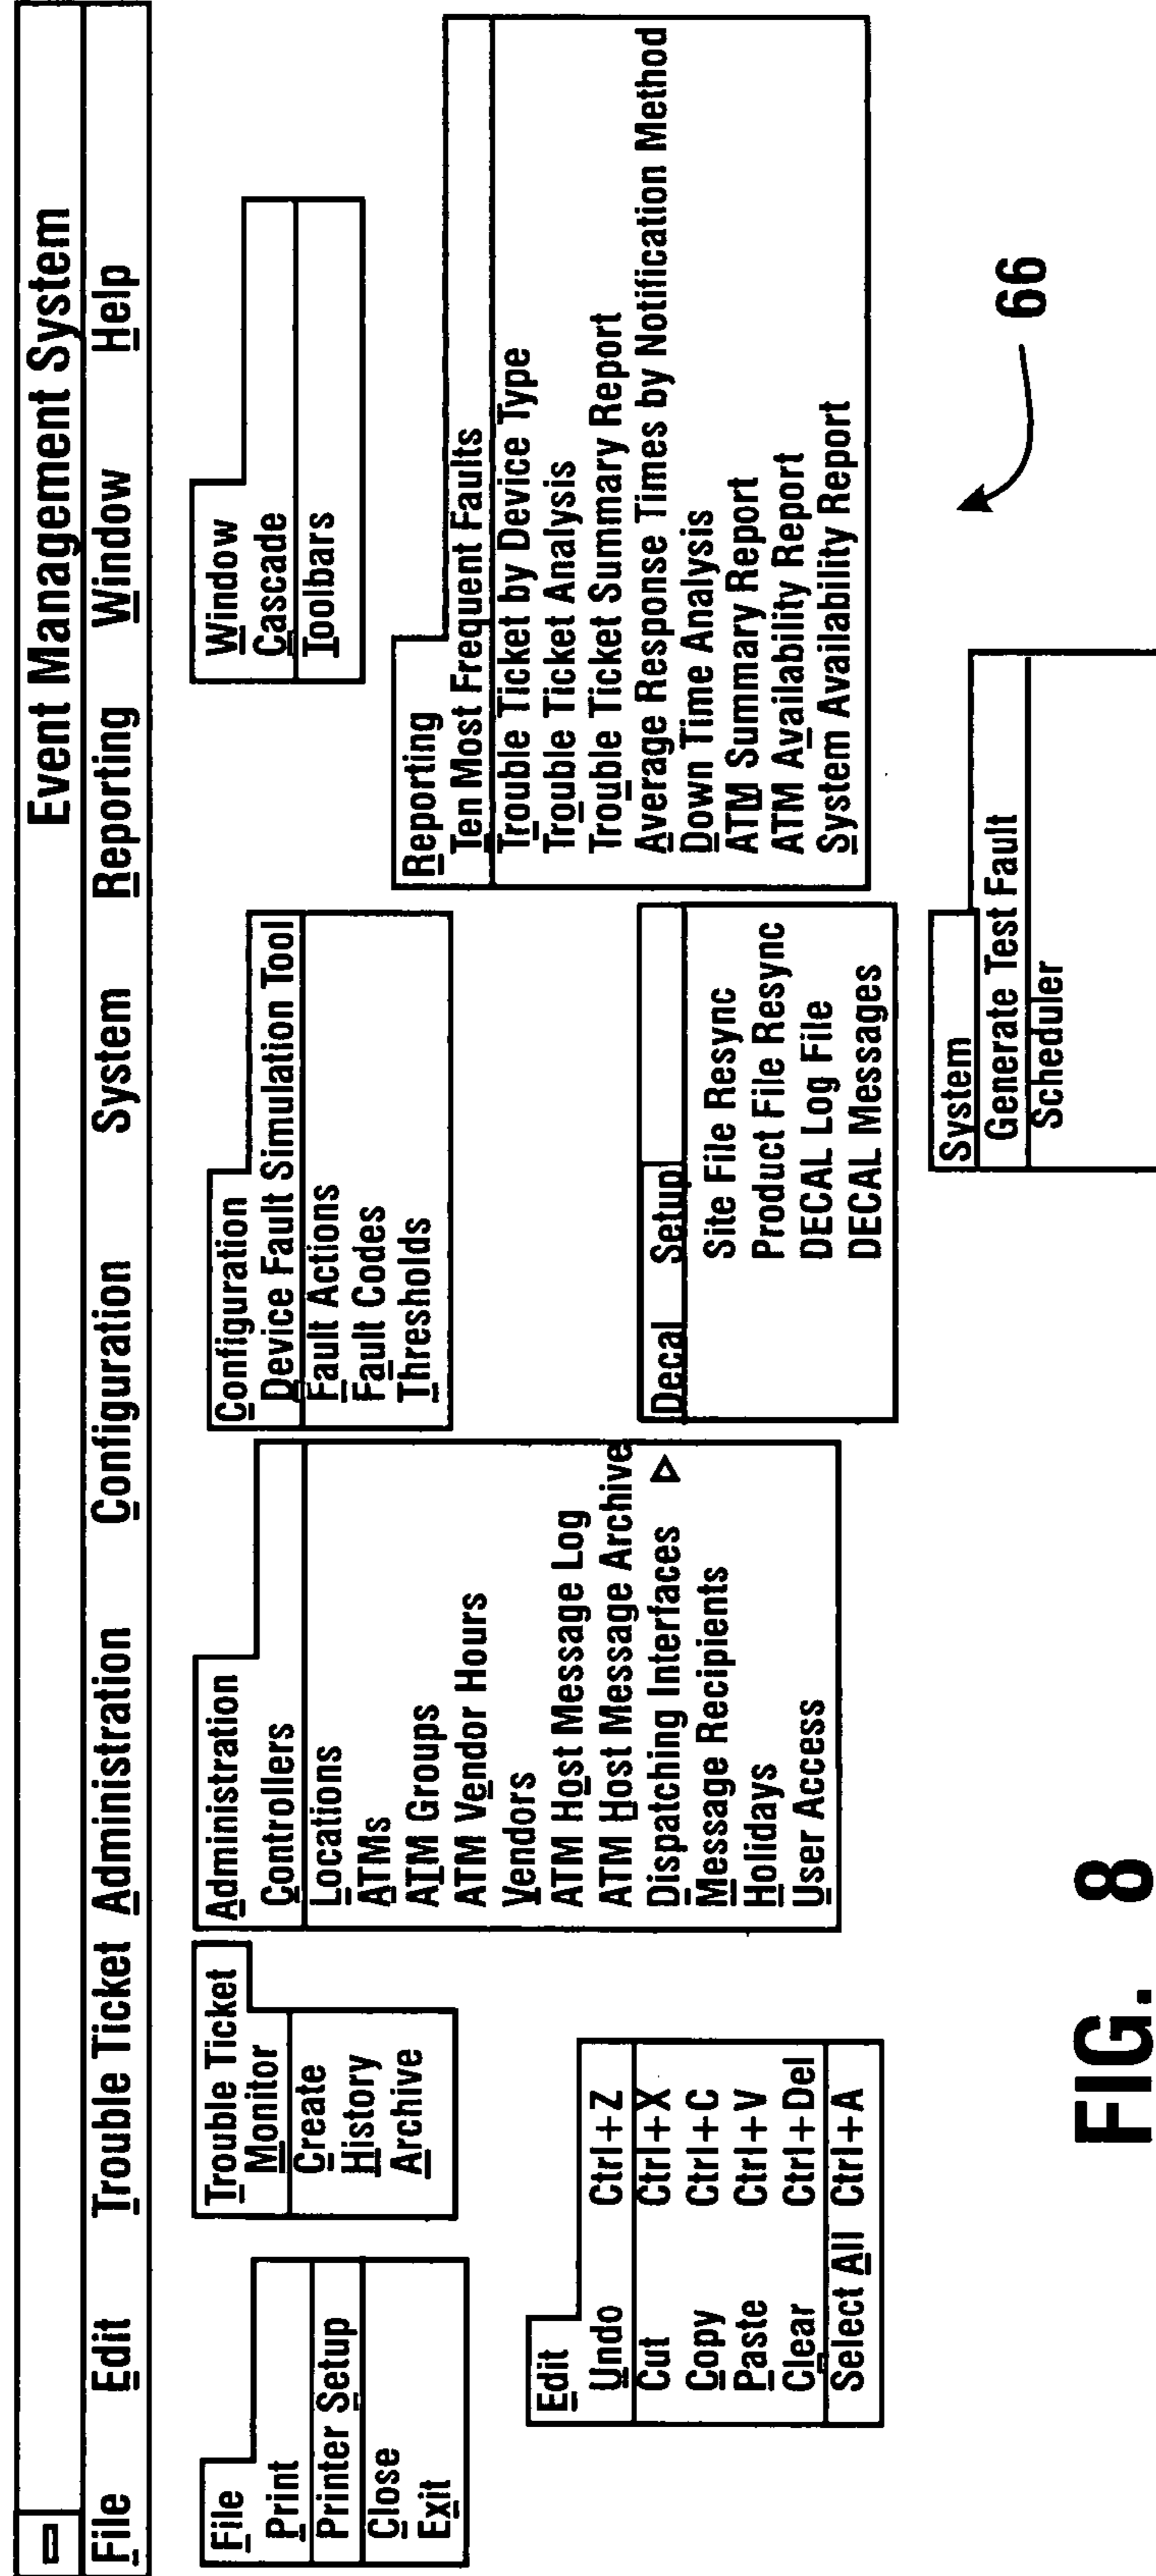 Event Management System
File Edit Trouble Ticket Administration Configuration System Reporting Window Help
File
Print
Printer Setup
Close
Exit
Edit
Undo Ctrl+Z
Cut Ctrl+X
Copy Ctrl+C
Paste Ctrl+V
Clear Ctrl+Del
Select All Ctrl+A
Trouble Ticket
Monitor
Create
History
Archive
Administration
Controllers
Locations
ATMs
ATM Groups
ATM Vendor Hours
Vendors
ATM Host Message Log
ATM Host Message Archive
Dispatching Interfaces
Message Recipients
Holidays
User Access
Configuration
Device Fault Simulation Tool
Fault Actions
Fault Codes
Thresholds
Decal Setup
Site File Resync
Product File Resync
DECAL Log File
DECAL Messages
System
Generate Test Fault
Scheduler
Window
Cascade
Toolbars
Reporting
Ten Most Frequent Faults
Trouble Ticket by Device Type
Trouble Ticket Analysis
Trouble Ticket Summary Report
Average Response Times by Notification Method
Down Time Analysis
ATM Summary Report
ATM Availability Report
System Availability Report
66
FIG. 8